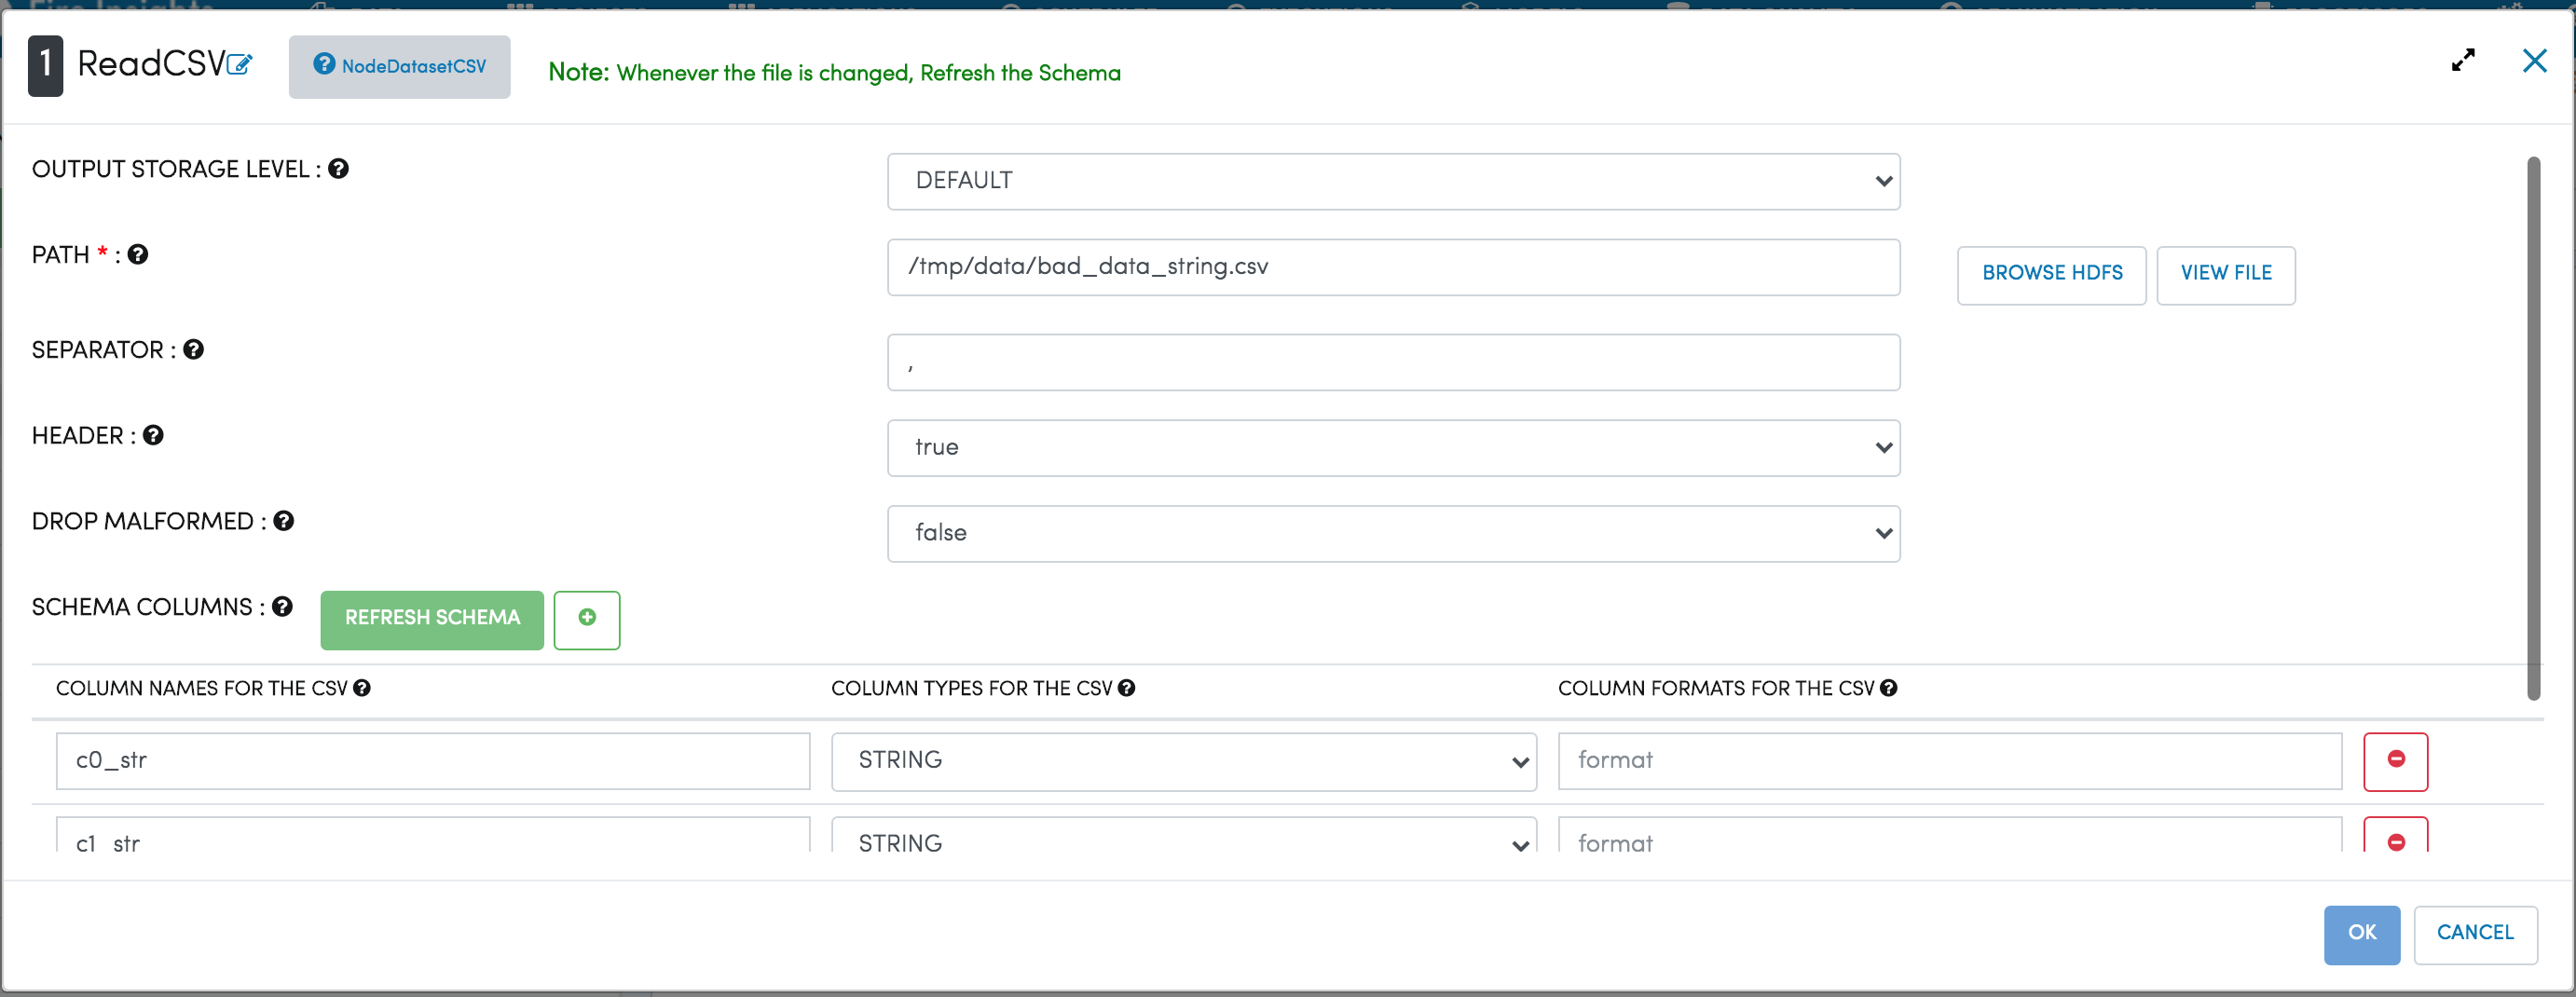 1 ReadCSV NodeDatasetCSV Note: Whenever the file is changed, Refresh the Schema
OUTPUT STORAGE LEVEL : DEFAULT
PATH * : /tmp/data/bad_data_string.csv BROWSE HDFS VIEW FILE
SEPARATOR : ,
HEADER : true
DROP MALFORMED : false
SCHEMA COLUMNS : REFRESH SCHEMA
COLUMN NAMES FOR THE CSV COLUMN TYPES FOR THE CSV COLUMN FORMATS FOR THE CSV
c0_str STRING format
c1_str STRING format
OK CANCEL